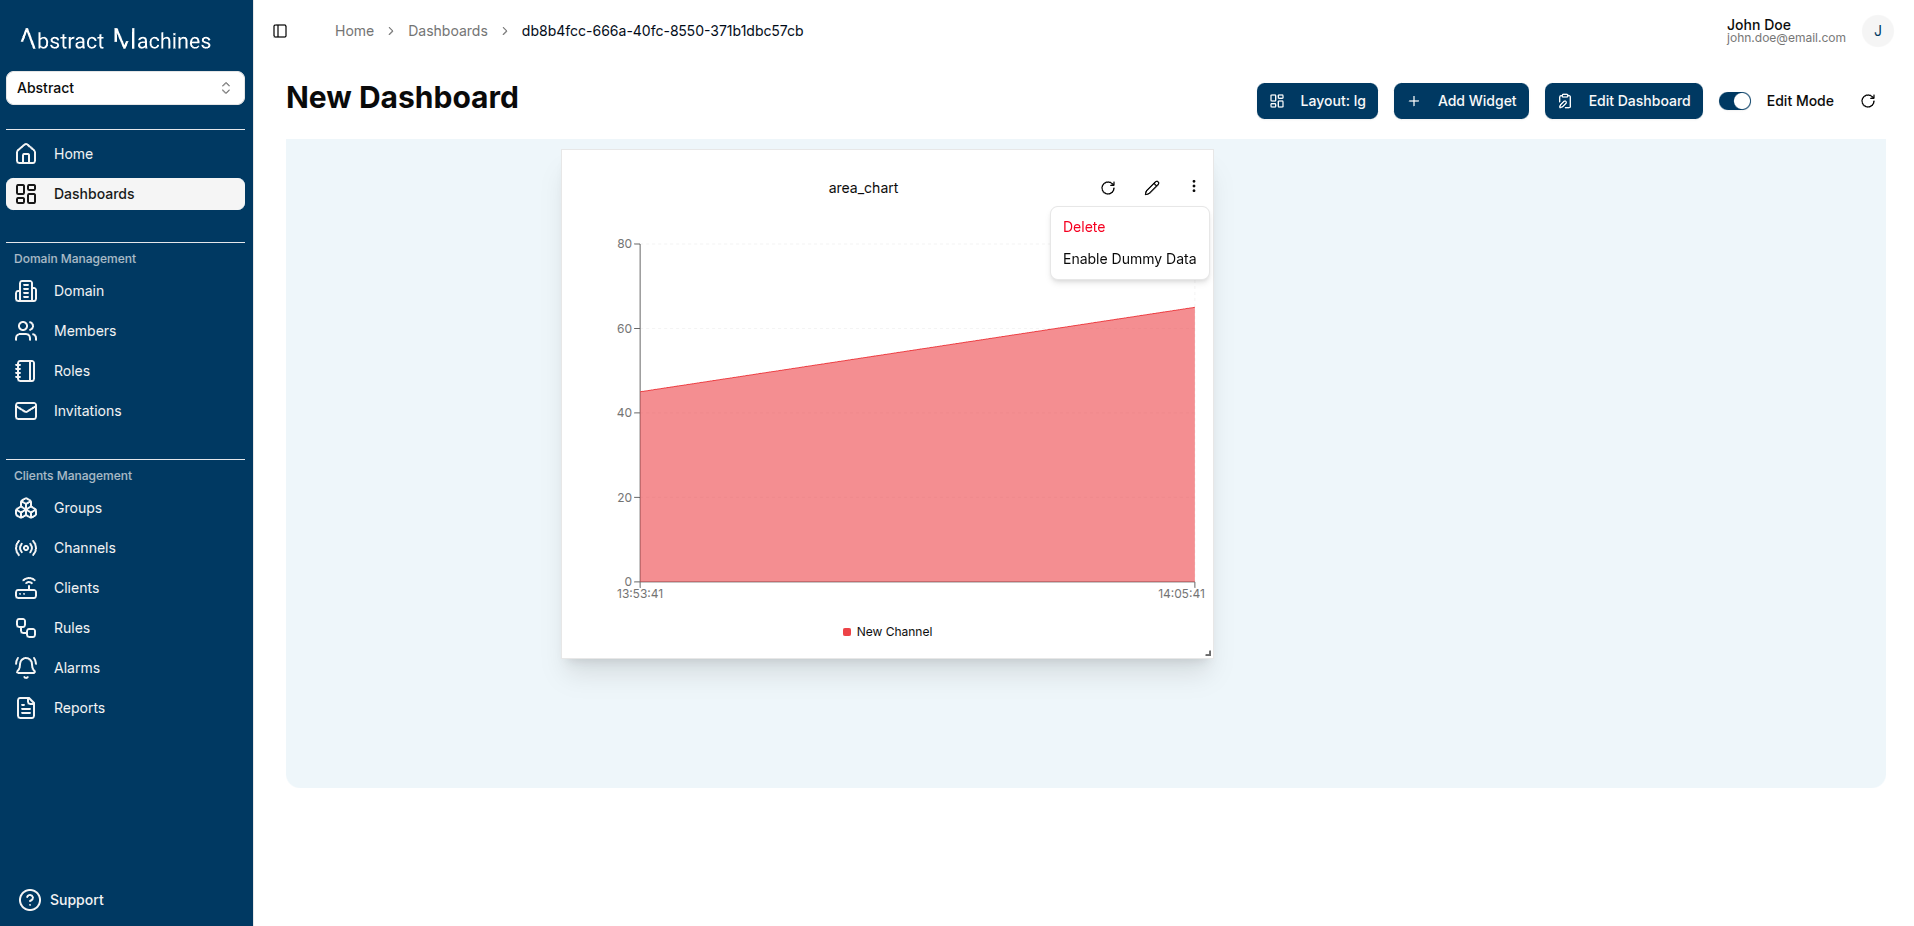 Abstract Machines
Abstract
Home
Dashboards
Domain Management
Domain
Members
Roles
Invitations
Clients Management
Groups
Channels
Clients
Rules
Alarms
Reports
Support
Home > Dashboards > db8b4fcc-666a-40fc-8550-371b1dbc57cb
John Doe
john.doe@email.com
J
New Dashboard
Layout: lg
Add Widget
Edit Dashboard
Edit Mode
area_chart
Delete
Enable Dummy Data
80
60
40
20
0
13:53:41 14:05:41
New Channel